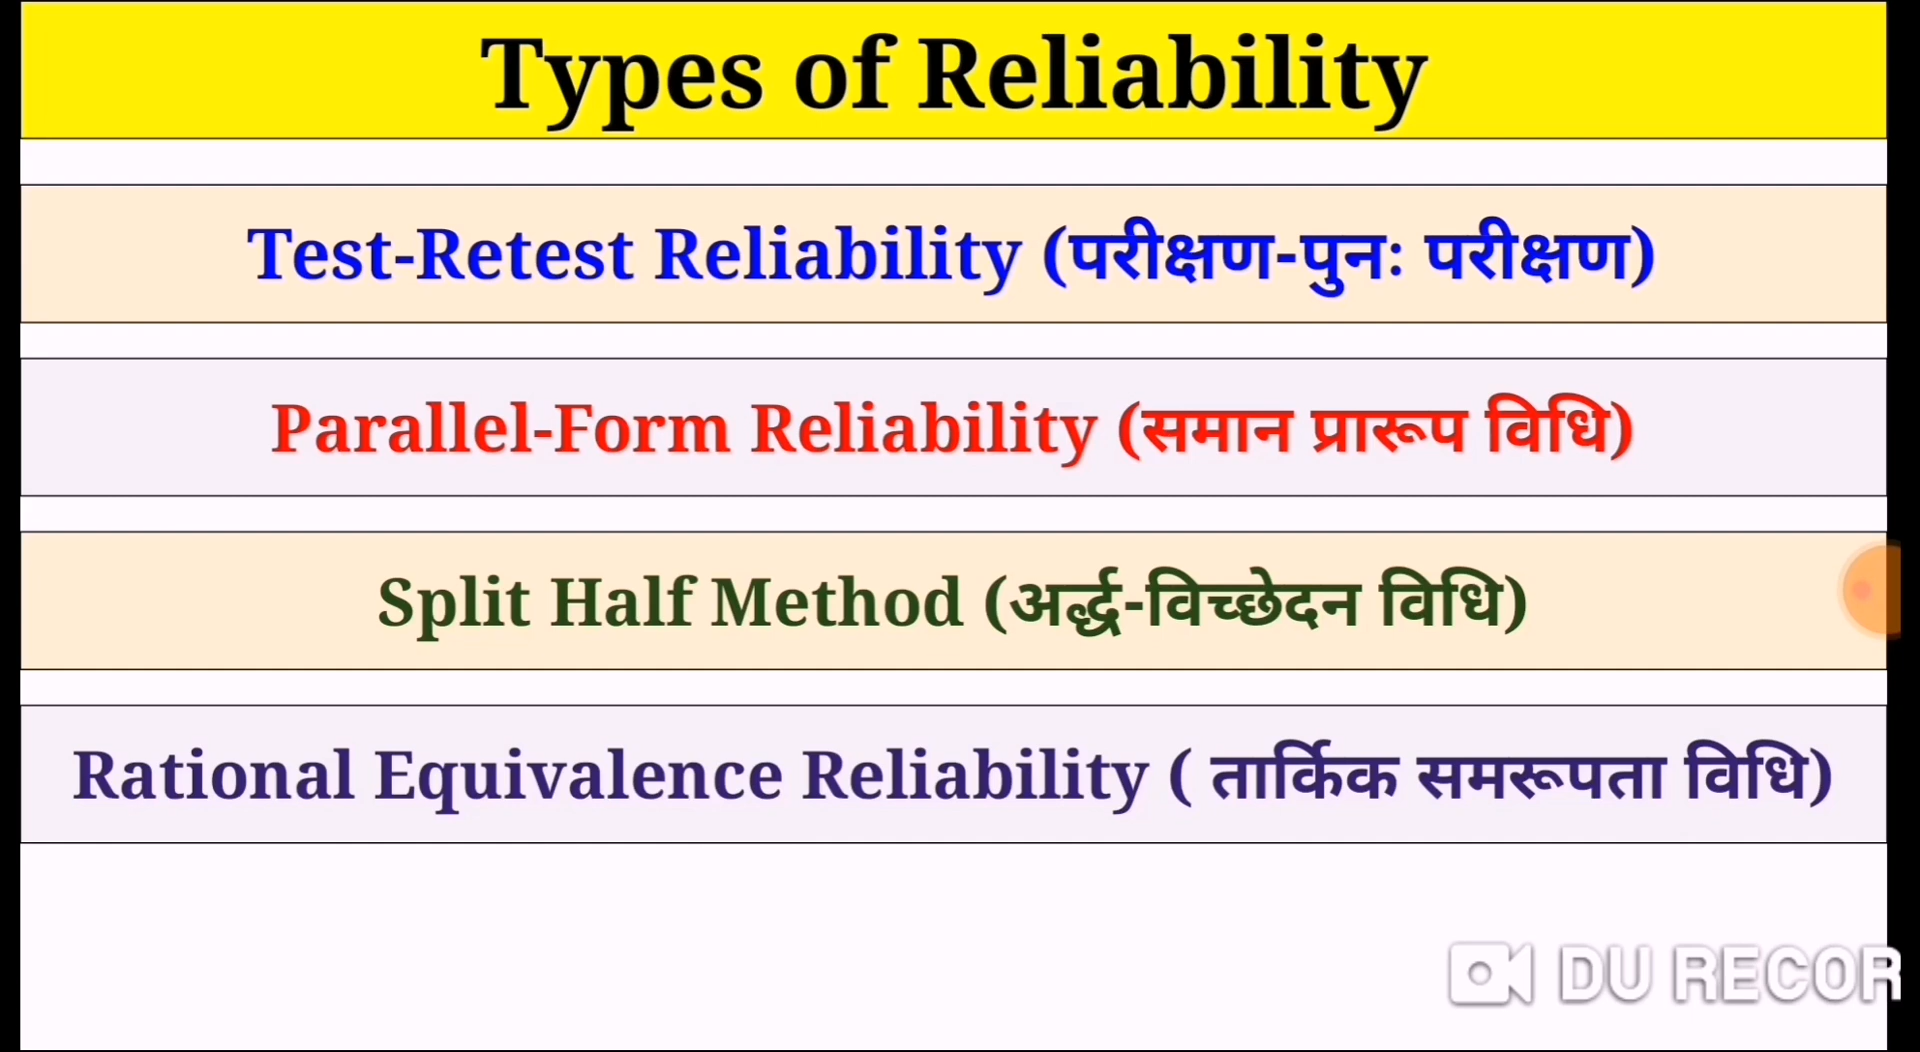 Types of Reliability
Test-Retest Reliability (परीक्षण-पुनः परीक्षण)
Parallel-Form Reliability (समान प्रारूप विधि)
Split Half Method (अर्द्ध-विच्छेदन विधि)
Rational Equivalence Reliability ( तार्किक समरूपता विधि)
DU RECOR